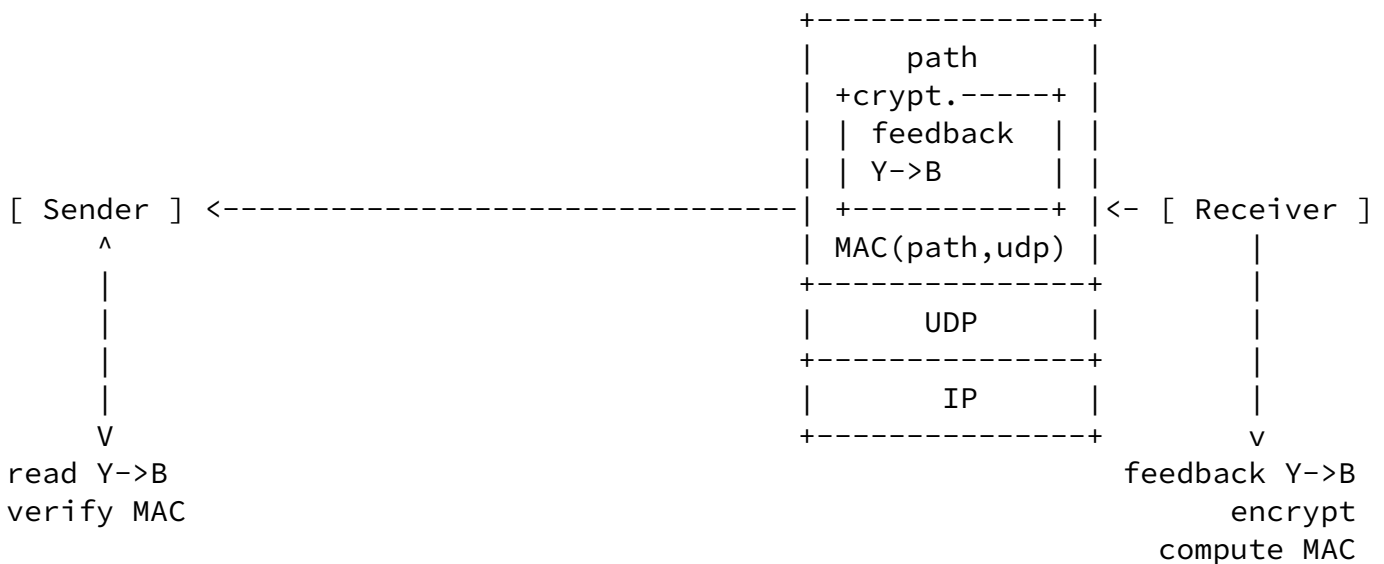 path
crypt.
feedback
Y->B
[ Sender ] <- [ Receiver ]
MAC(path,udp)
UDP
IP
read Y->B feedback Y->B
verify MAC encrypt
compute MAC